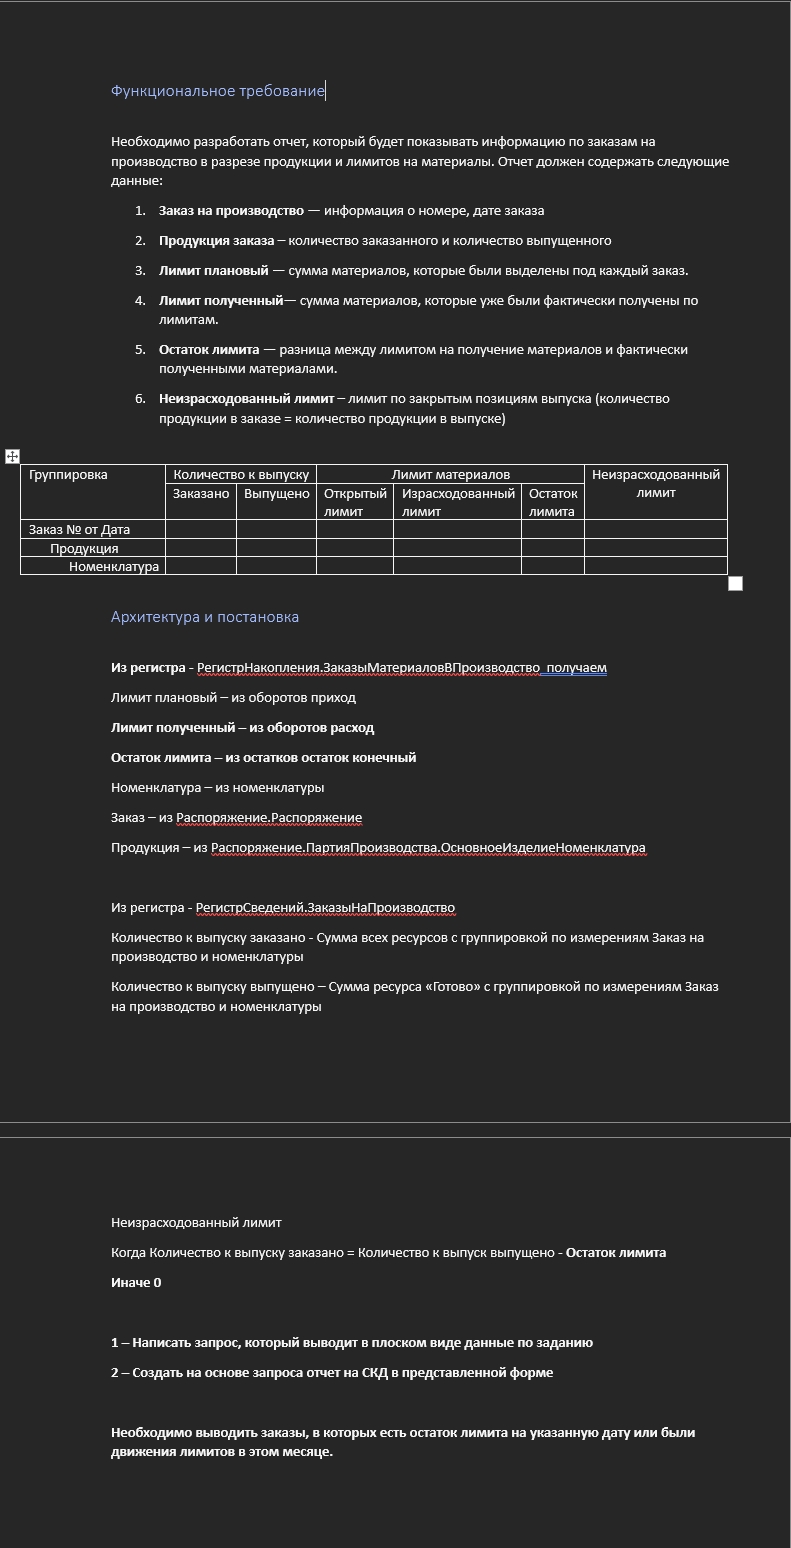 Функциональное требование
Необходимо разработать отчет, который будет показывать информацию по заказам на
производство в разрезе продукции и лимитов на материалы. Отчет должен содержать следующие
данные:
1. Заказ на производство — информация о номере, дате заказа
2. Продукция заказа – количество заказанного и количество выпущенного
3. Лимит плановый — сумма материалов, которые были выделены под каждый заказ.
4. Лимит полученный— сумма материалов, которые уже были фактически получены по
лимитам.
5. Остаток лимита — разница между лимитом на получение материалов и фактически
полученными материалами.
6. Неизрасходованный лимит – лимит по закрытым позициям выпуска (количество
продукции в заказе = количество продукции в выпуске)
Группировка Количество к выпуску Лимит материалов Неизрасходованный
лимит
Заказано Выпущено Открытый Израсходованный Остаток
лимит лимит лимита
Заказ № от Дата
Продукция
Номенклатура
Архитектура и постановка
Из регистра - РегистрНакопления.ЗаказыМатериаловВПроизводство получаем
Лимит плановый – из оборотов приход
Лимит полученный – из оборотов расход
Остаток лимита – из остатков остаток конечный
Номенклатура – из номенклатуры
Заказ – из Распоряжение.Распоряжение
Продукция – из Распоряжение.ПартияПроизводства.ОсновноеИзделиеНоменклатура
Из регистра - РегистрСведений.ЗаказыНаПроизводство
Количество к выпуску заказано - Сумма всех ресурсов с группировкой по измерениям Заказ на
производство и номенклатуры
Количество к выпуску выпущено – Сумма ресурса «Готово» с группировкой по измерениям Заказ
на производство и номенклатуры
Неизрасходованный лимит
Когда Количество к выпуску заказано = Количество к выпуск выпущено - Остаток лимита
Иначе 0
1 – Написать запрос, который выводит в плоском виде данные по заданию
2 – Создать на основе запроса отчет на СКД в представленной форме
Необходимо выводить заказы, в которых есть остаток лимита на указанную дату или были
движения лимитов в этом месяце.